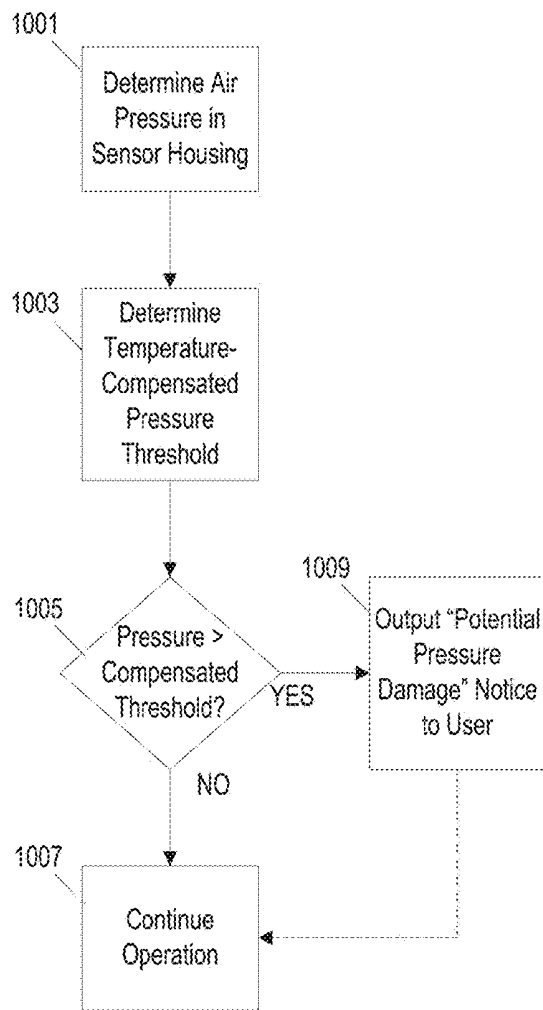 1001
Determine Air
Pressure in
Sensor Housing
1003
Determine
Temperature-
Compensated
Pressure
Threshold
1005
Pressure >
Compensated
Threshold?
YES
NO
1009
Output "Potential
Pressure
Damage" Notice
to User
1007
Continue
Operation